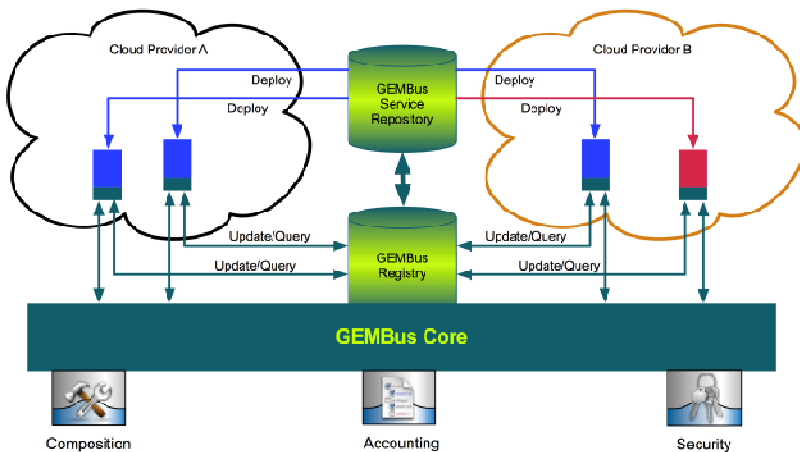 Cloud Provider A
Cloud Provider B
Deploy
Deploy
GEMBus
Service
Repository
Deploy
Deploy
Update/Query
Update/Query
GEMBus
Registry
Update/Query
Update/Query
GEMBus Core
Composition
Accounting
Security